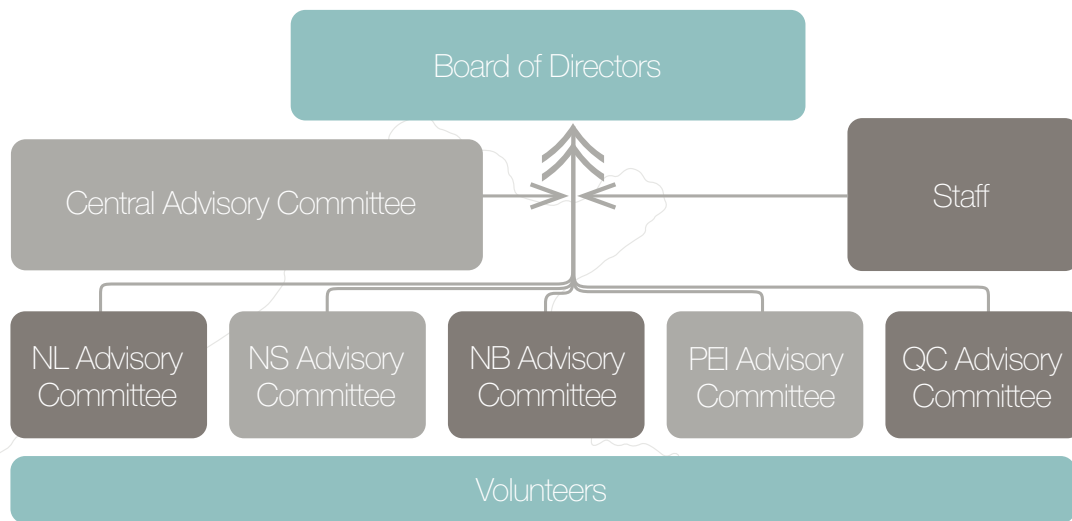 Board of Directors
Central Advisory Committee
Staff
NL Advisory
Committee
NS Advisory
Committee
NB Advisory
Committee
PEI Advisory
Committee
QC Advisory
Committee
Volunteers